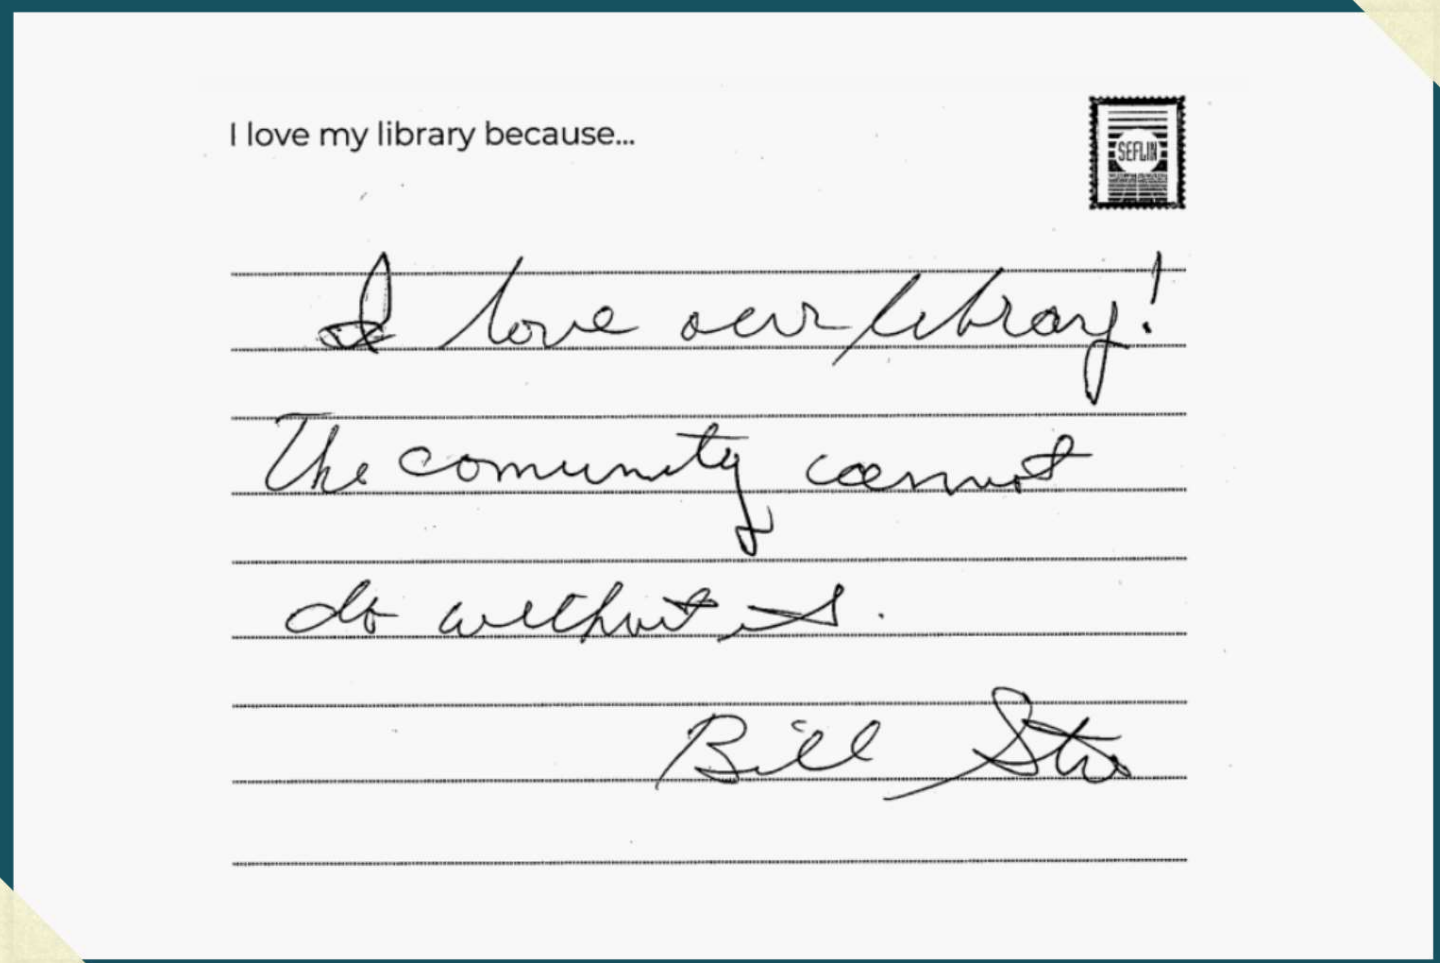 I love my library because...
SEFLIN
I love our library!
The comunity cannot
do without it.
Bill